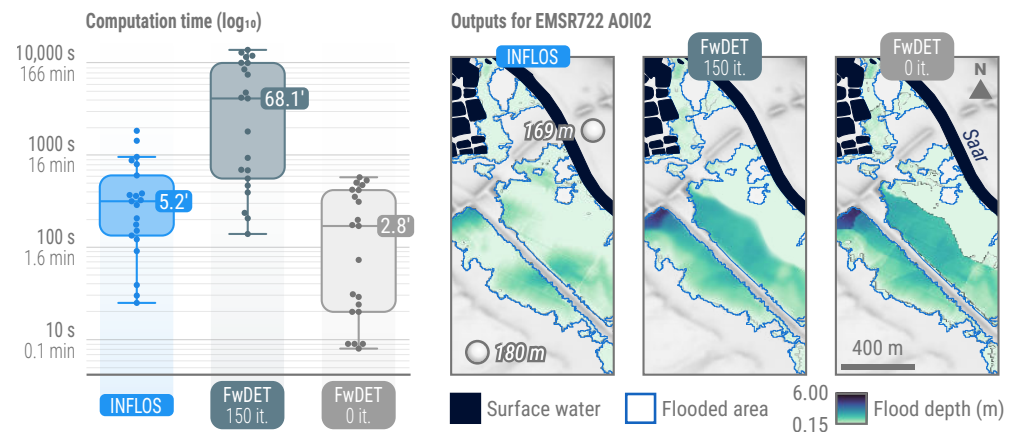 Computation time (log₁₀)
10,000 s
166 min
1000 s
16 min
100 s
1.6 min
10 s
0.1 min
68.1'
5.2'
2.8'
INFLOS
FwDET
150 it.
FwDET
0 it.
Outputs for EMSR722 AOI02
INFLOS
FwDET
150 it.
FwDET
0 it.
169 m
180 m
N
Saar
400 m
Surface water
Flooded area
6.00
0.15
Flood depth (m)